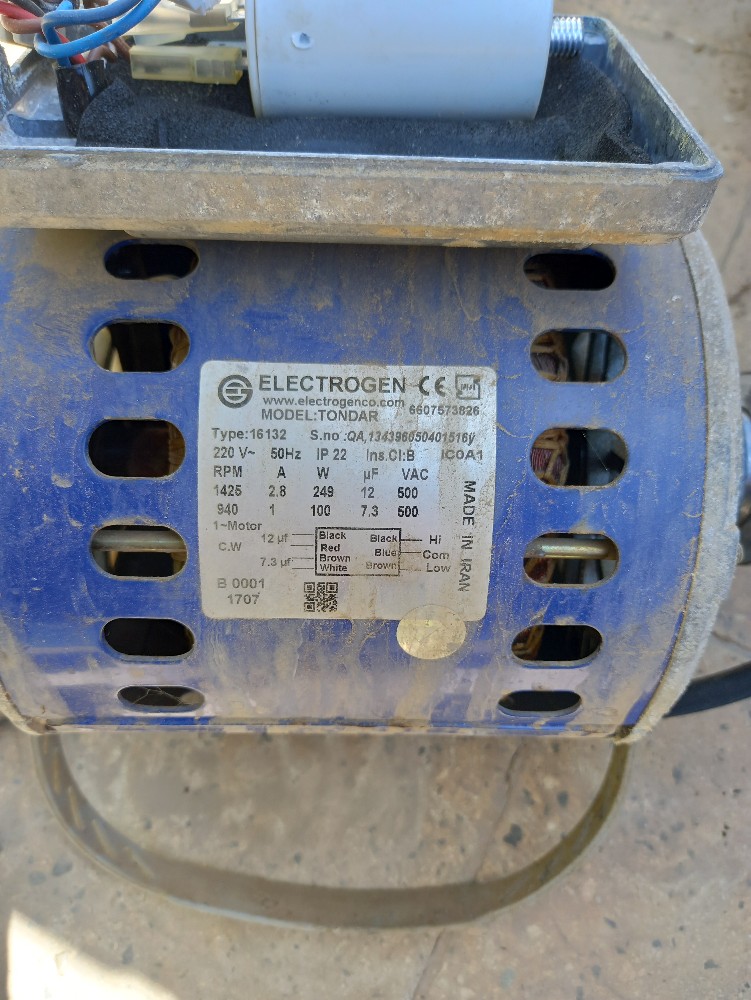 ELECTROGEN CE
www.electrogenco.com
MODEL:TONDAR 6607573826
Type:16132 S.no :QA,
220 V~ 50Hz IP 22 Ins.Cl:B IC0A1
RPM A W µF VAC
1425 2.8 249 12 500
940 1 100 7.3 500
1~Motor
C.W
12 µf Black Black Hi
Red Blue Com
7.3 µf Brown Brown Low
White
B 0001
1707
MADE IN IRAN